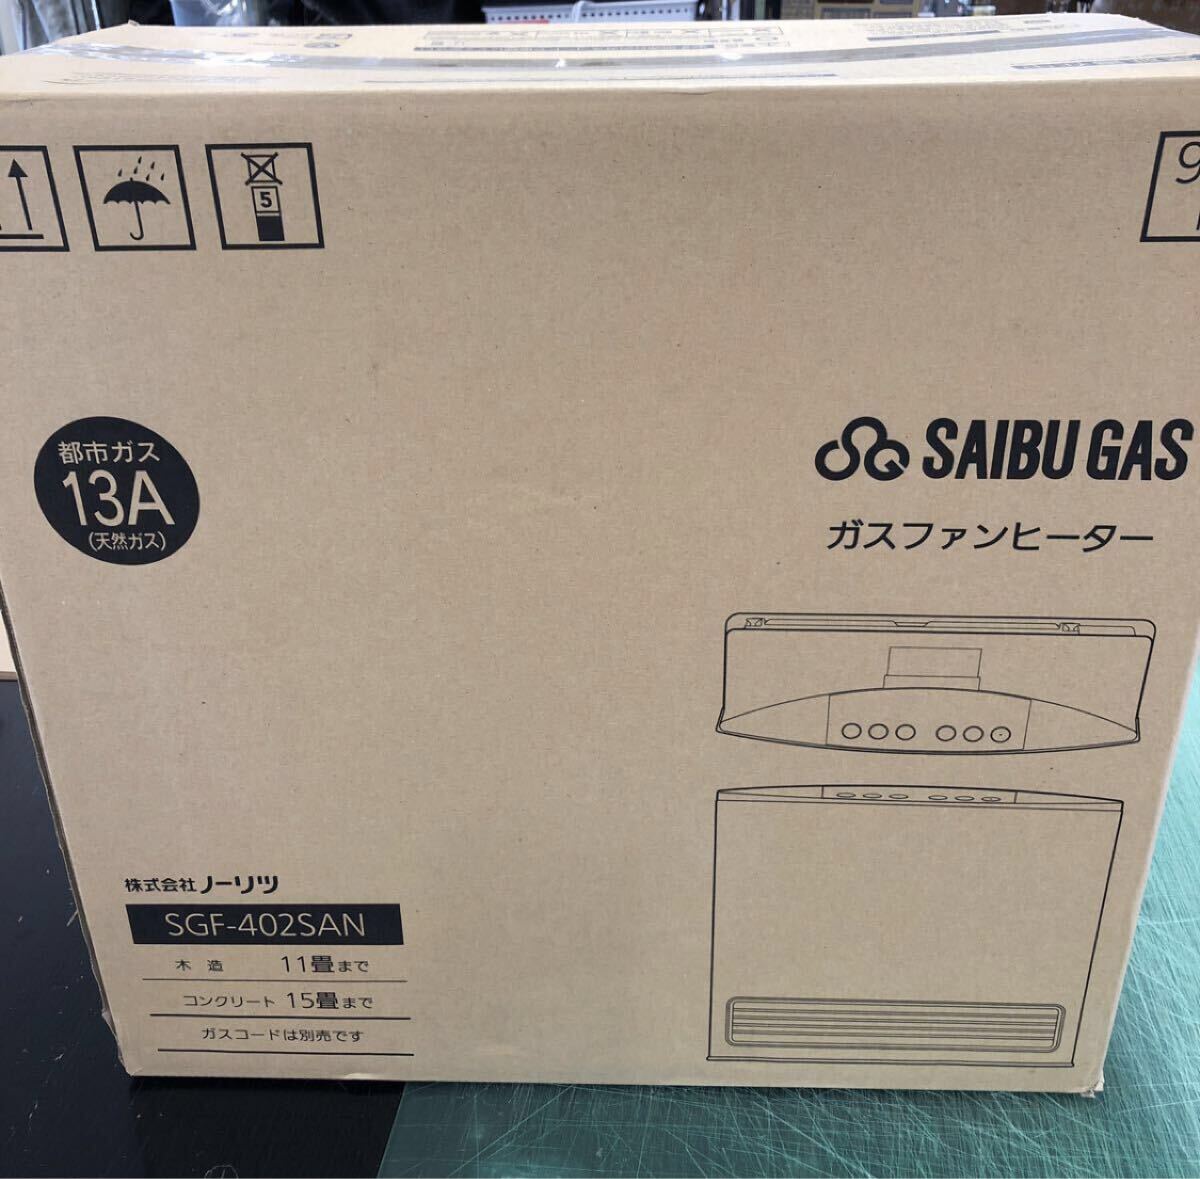 5
都市ガス
13A
(天然ガス)
SAIBU GAS
ガスファンヒーター
株式会社ノーリツ
SGF-402SAN
木造 11畳まで
コンクリート 15畳まで
ガスコードは別売です